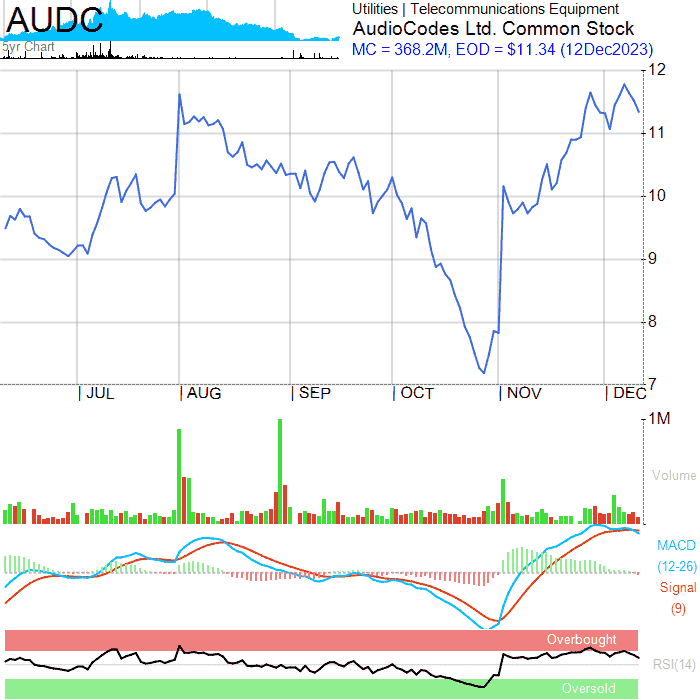 AUDC
5yr Chart
Utilities | Telecommunications Equipment
AudioCodes Ltd. Common Stock
MC = 368.2M, EOD = $11.34 (12Dec2023)
12
11
10
9
8
7
| JUL | AUG | SEP | OCT | NOV | DEC
1M
Volume
MACD
(12-26)
Signal
(9)
Overbought
RSI(14)
Oversold